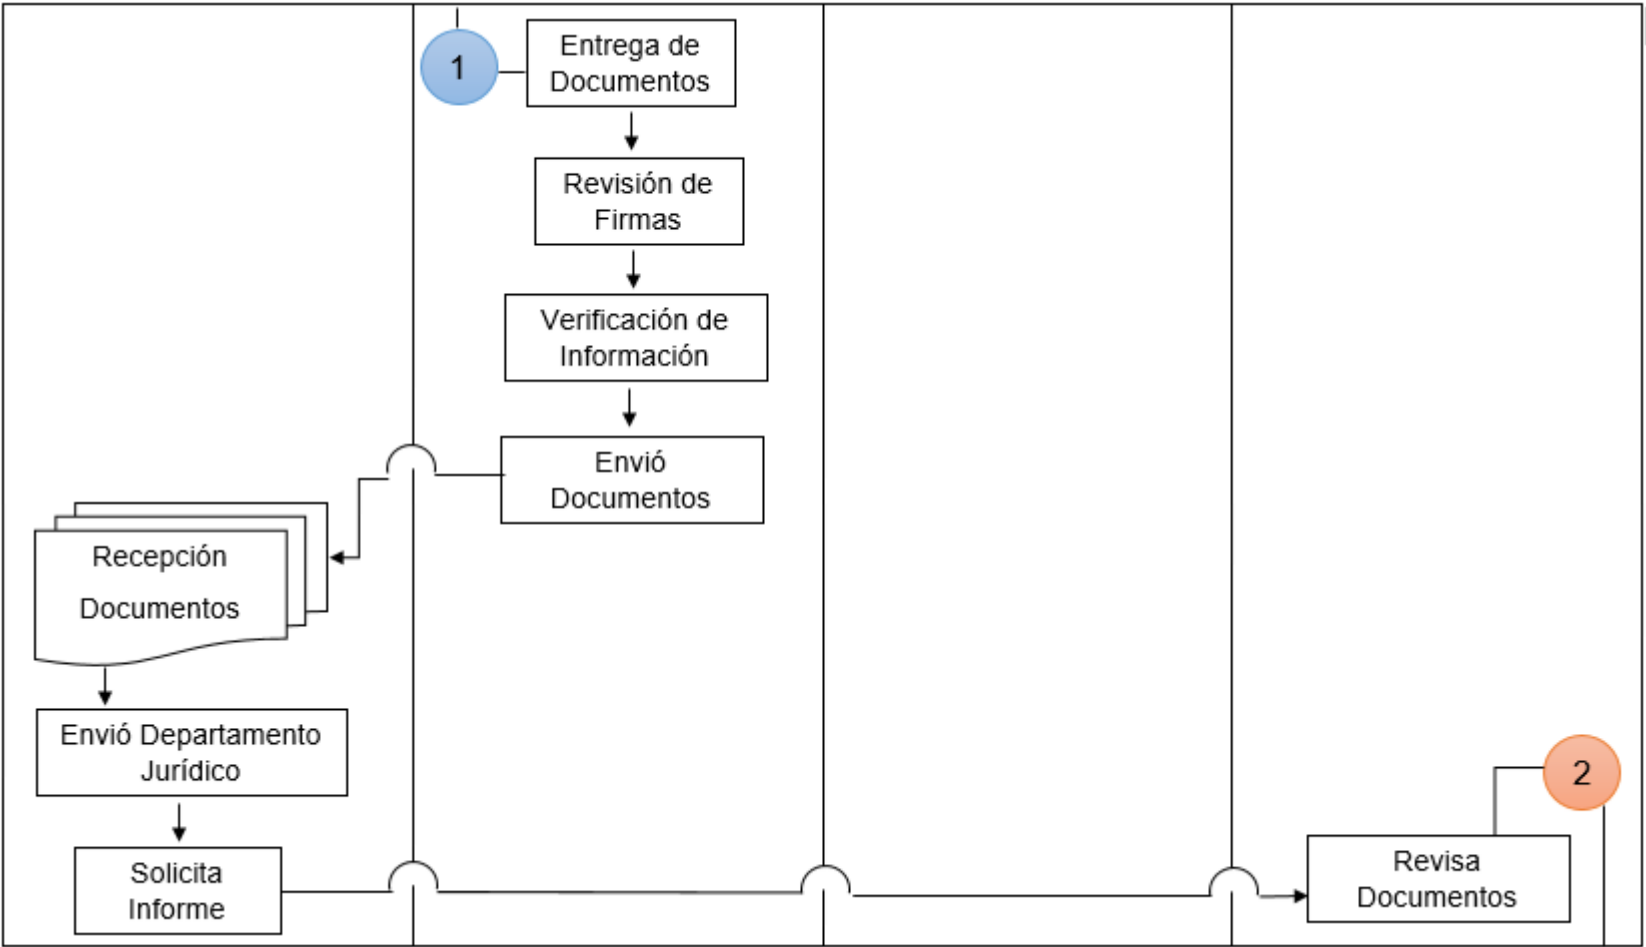 1
Entrega de
Documentos
Revisión de
Firmas
Verificación de
Información
Envió
Documentos
Recepción
Documentos
Envió Departamento
Jurídico
Solicita
Informe
2
Revisa
Documentos